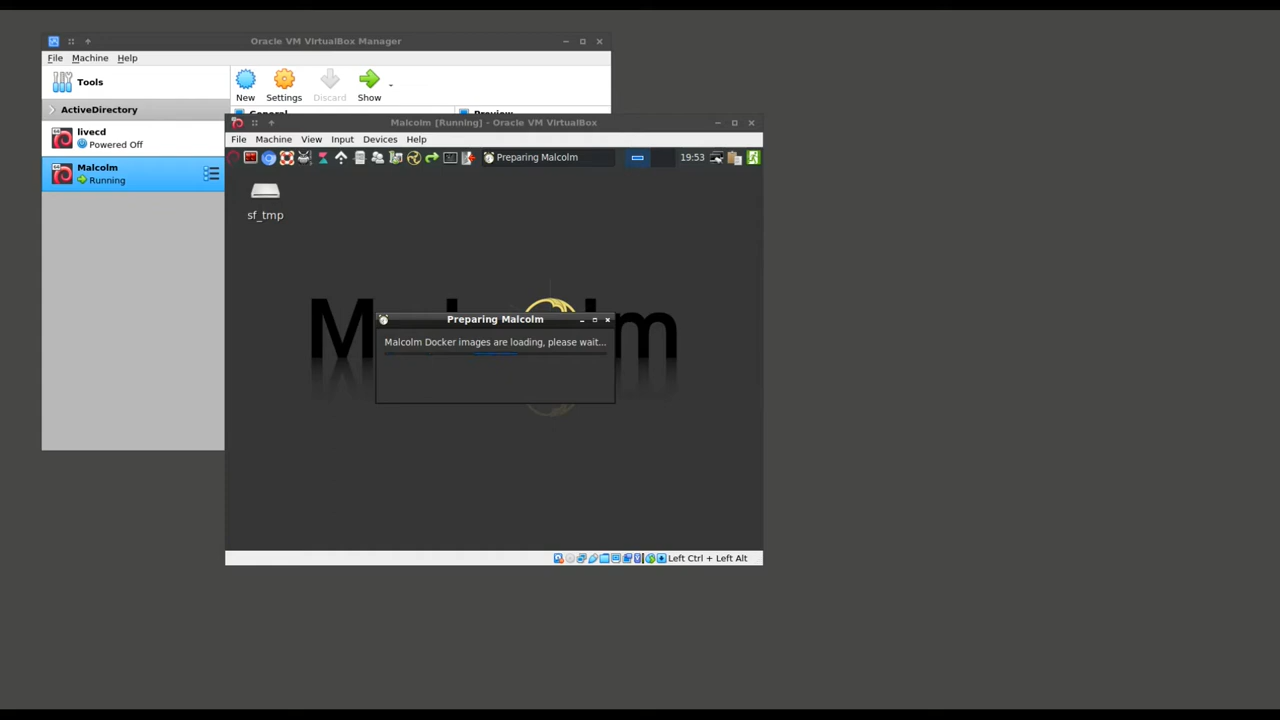 Oracle VM VirtualBox Manager
File Machine Help
Tools
New Settings Discard Show
ActiveDirectory
General Preview
livecd
Powered Off
Malcolm
Running
Malcolm [Running] - Oracle VM VirtualBox
File Machine View Input Devices Help
Preparing Malcolm 19:53
sf_tmp
Preparing Malcolm
Malcolm Docker images are loading, please wait...
Left Ctrl + Left Alt